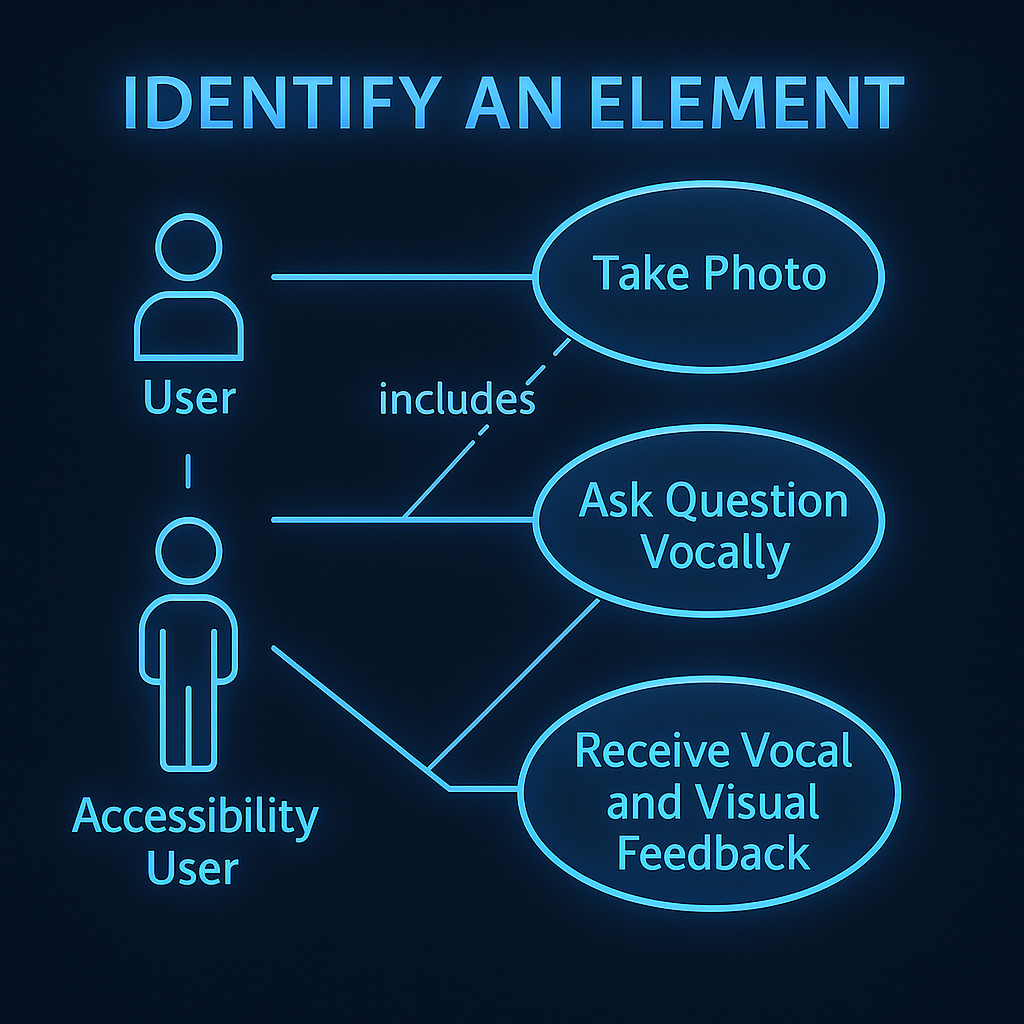 IDENTIFY AN ELEMENT
Take Photo
User
includes
Ask Question
Vocally
Receive Vocal
and Visual
Feedback
Accessibility
User